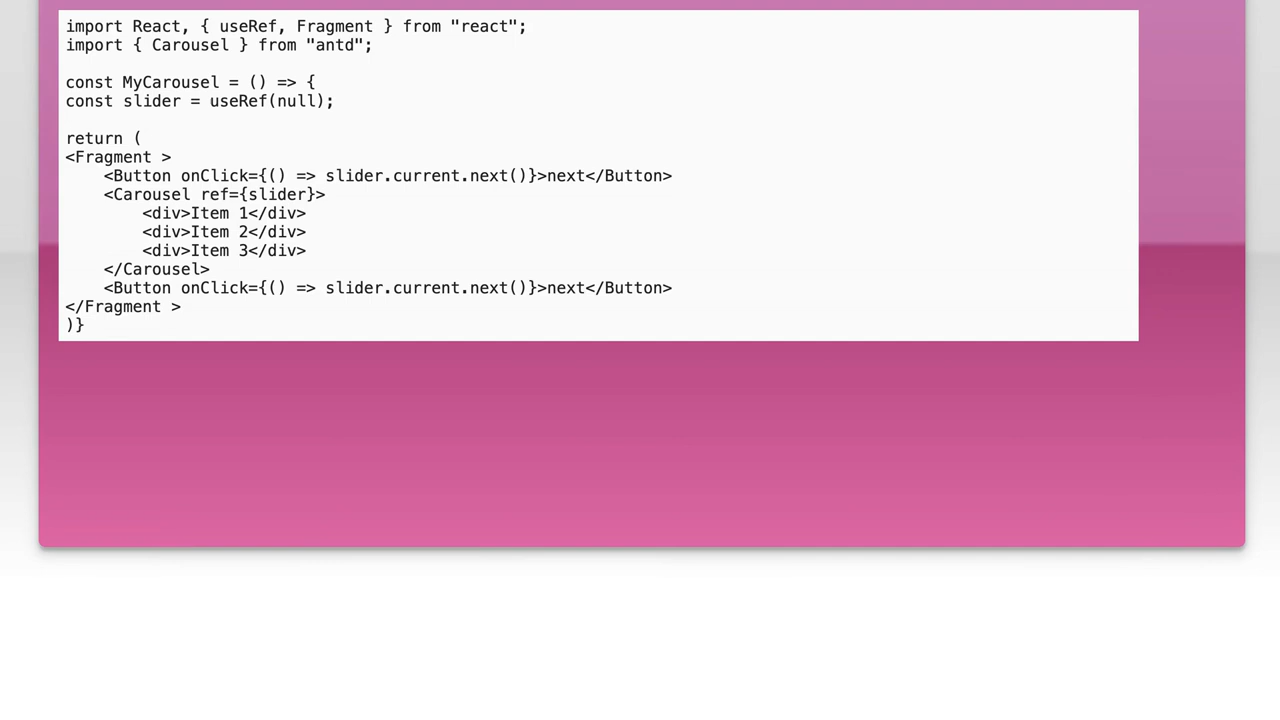 import React, { useRef, Fragment } from "react";
import { Carousel } from "antd";

const MyCarousel = () => {
const slider = useRef(null);

return (
<Fragment >
    <Button onClick={() => slider.current.next()}>next</Button>
    <Carousel ref={slider}>
        <div>Item 1</div>
        <div>Item 2</div>
        <div>Item 3</div>
    </Carousel>
    <Button onClick={() => slider.current.next()}>next</Button>
</Fragment >
)}